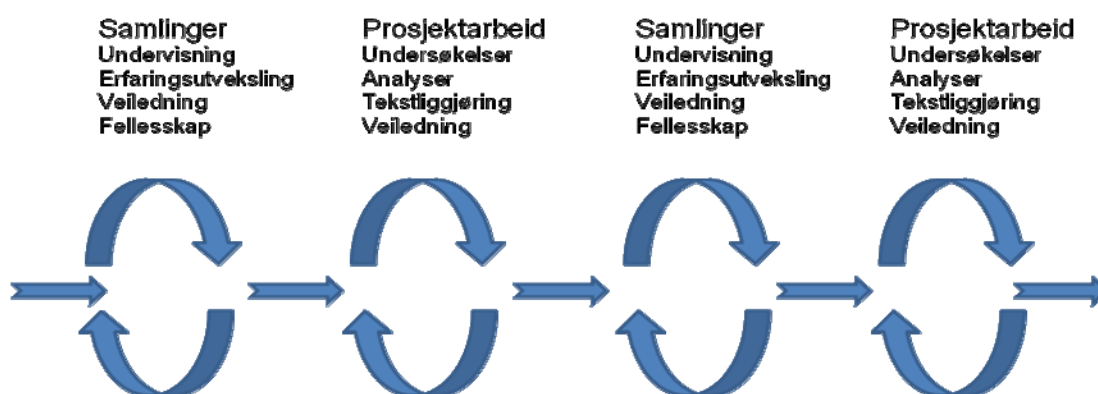 Samlinger
Undervisning
Erfaringsutveksling
Veiledning
Fellesskap
Prosjektarbeid
Undersøkelser
Analyser
Tekstliggjøring
Veiledning
Samlinger
Undervisning
Erfaringsutveksling
Veiledning
Fellesskap
Prosjektarbeid
Undersøkelser
Analyser
Tekstliggjøring
Veiledning